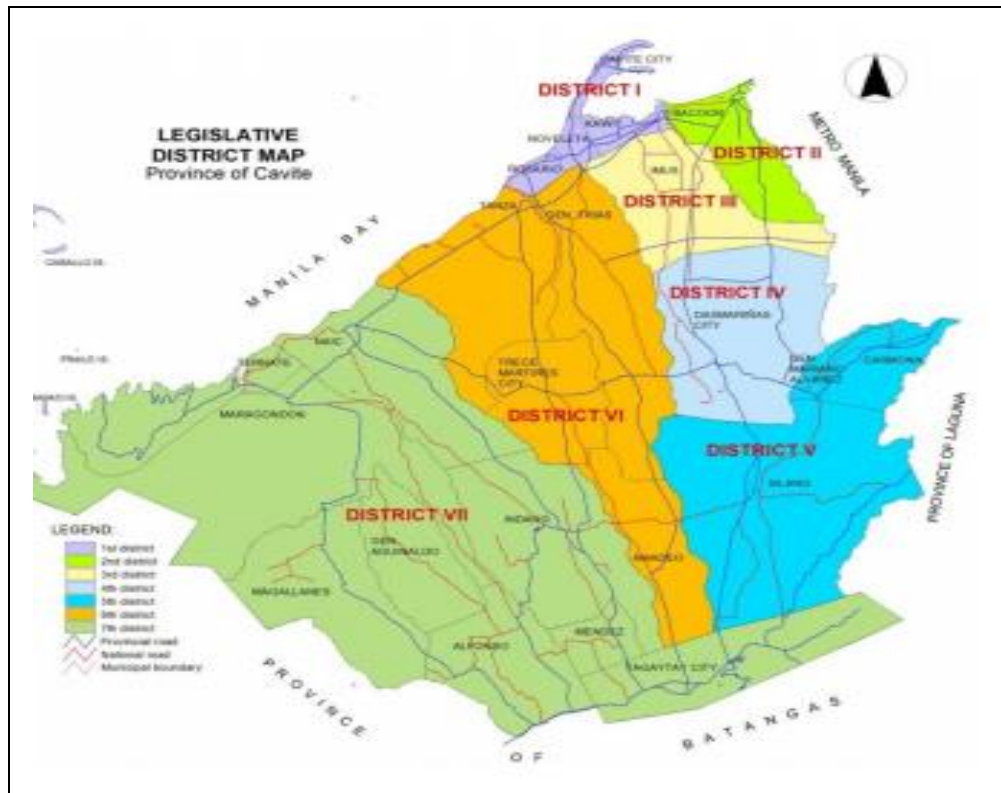 CAVITE CITY
DISTRICT I
LEGISLATIVE
DISTRICT MAP
Province of Cavite
KAWIT
BACOOR
NOVELETA
DISTRICT II
METRO MANILA
ROSARIO
IMUS
DISTRICT III
TANZA
GEN. TRIAS
MANILA BAY
CABALLO IS.
DISTRICT IV
DASMARIÑAS
CITY
NAIC
TERNATE
TRECE
MARTIRES
CITY
GEN.
MARIANO
ALVAREZ
CARMONA
MARAGONDON
DISTRICT VI
DISTRICT V
SILANG
PROVINCE OF LAGUNA
DISTRICT VII
INDANG
GEN.
AGUINALDO
AMADEO
MAGALLANES
MENDEZ
ALFONSO
TAGAYTAY CITY
LEGEND:
1st district
2nd district
3rd district
4th district
5th district
6th district
7th district
Provincial road
National road
Municipal boundary
PROVINCE OF BATANGAS